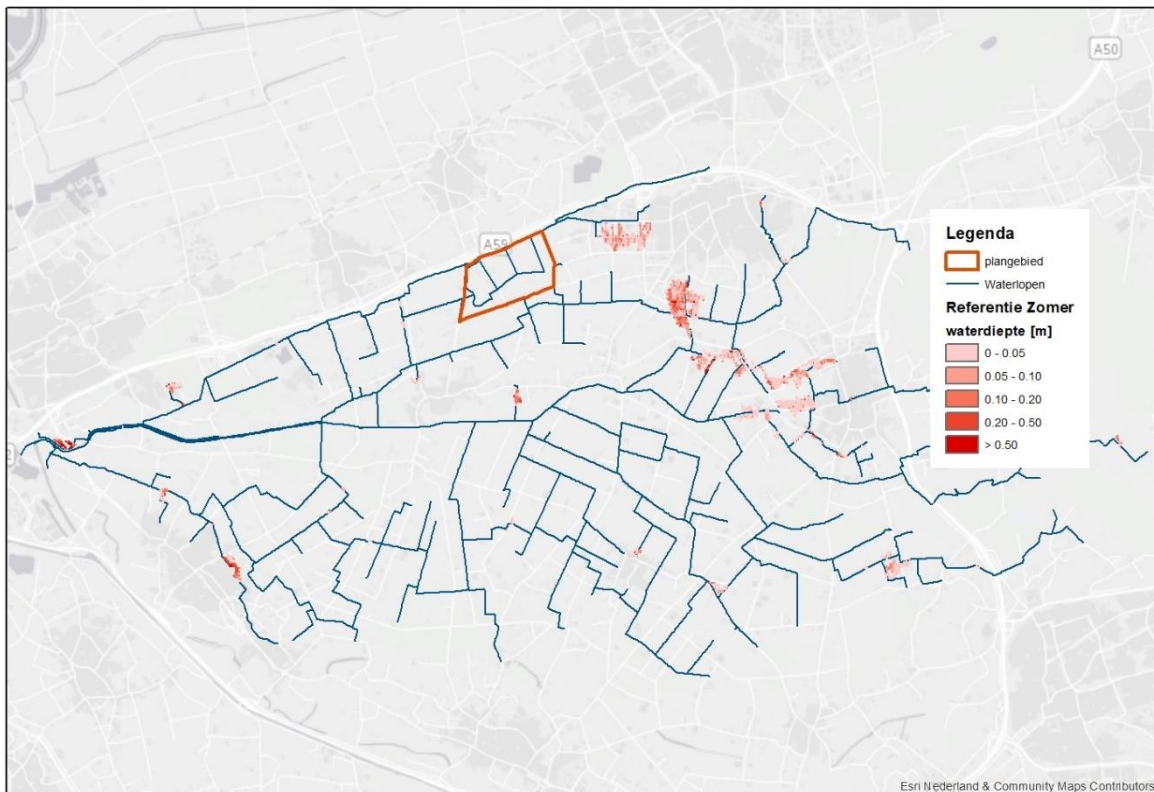 A50
A59
Legenda
plangebied
Waterlopen
Referentie Zomer
waterdiepte [m]
0 - 0.05
0.05 - 0.10
0.10 - 0.20
0.20 - 0.50
> 0.50
2
Esri Nederland & Community Maps Contributors